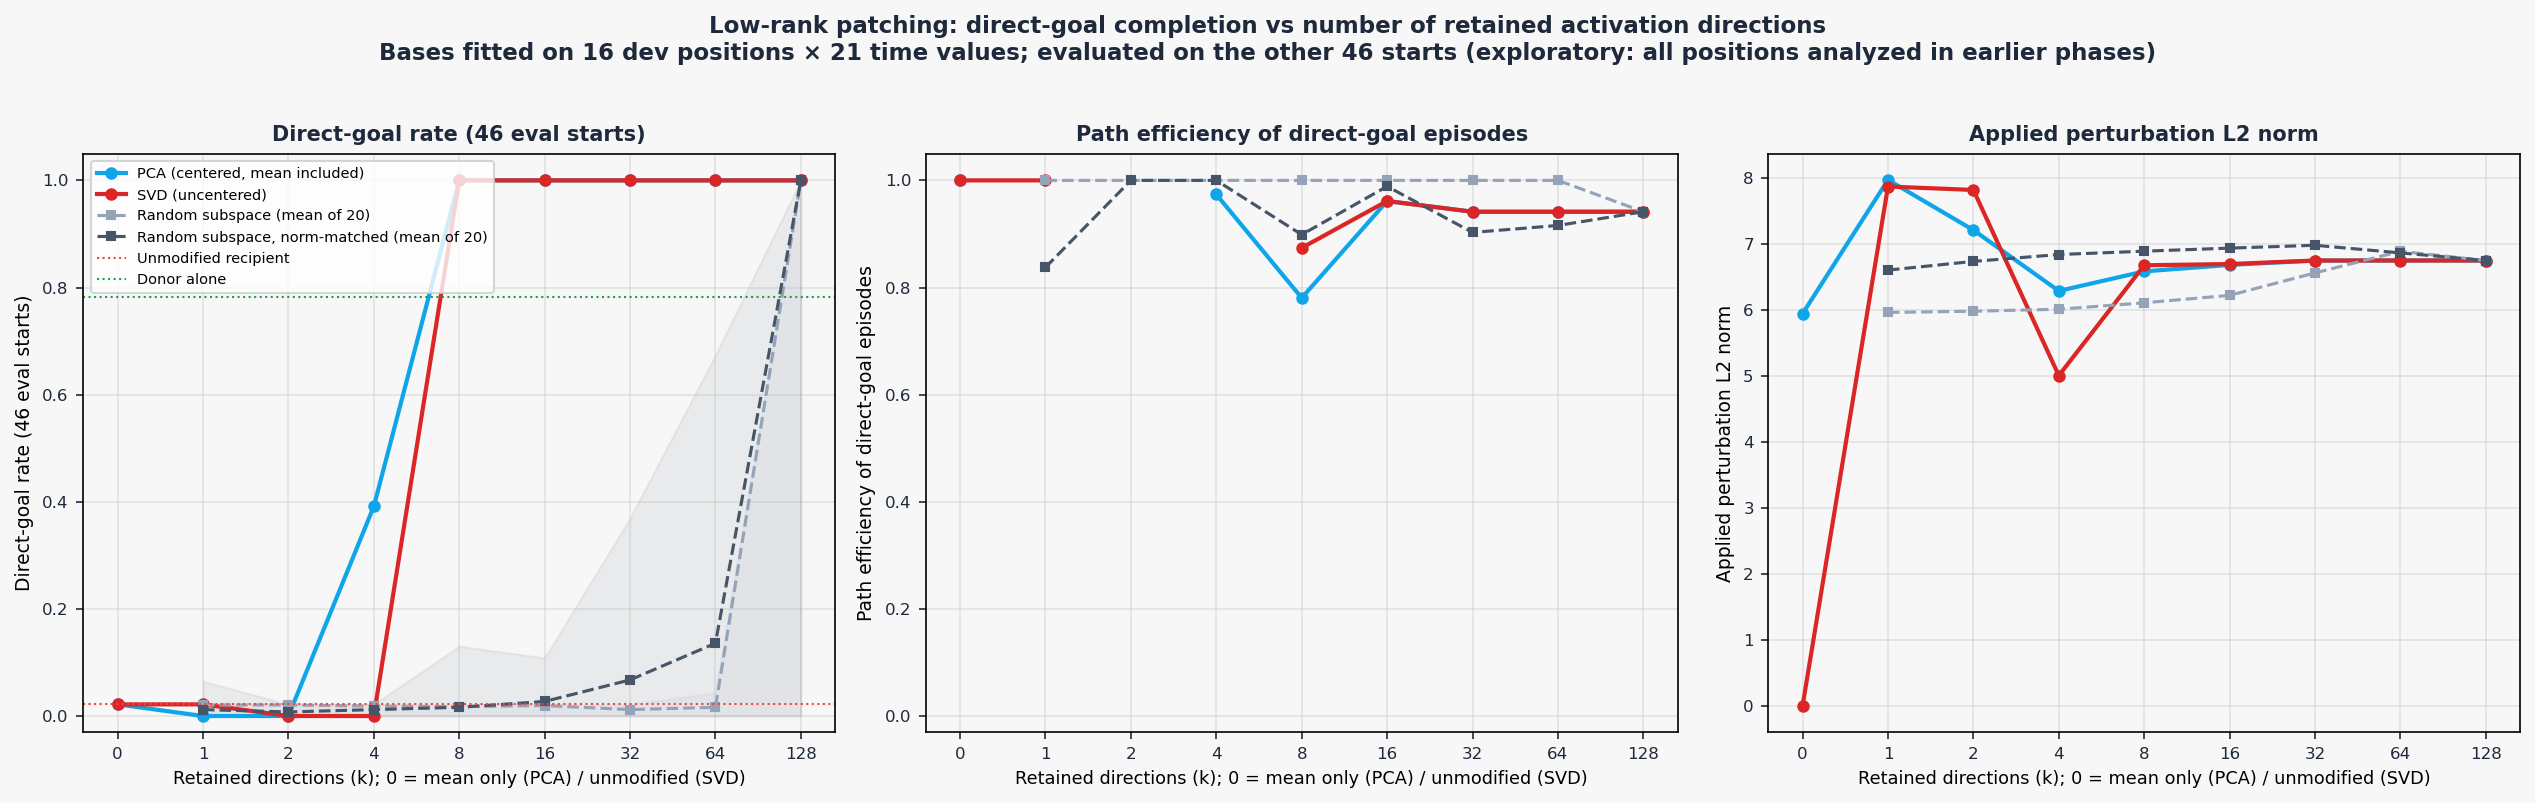 Low-rank patching: direct-goal completion vs number of retained activation directions
Bases fitted on 16 dev positions × 21 time values; evaluated on the other 46 starts (exploratory: all positions analyzed in earlier phases)
Direct-goal rate (46 eval starts)
PCA (centered, mean included)
SVD (uncentered)
Random subspace (mean of 20)
Random subspace, norm-matched (mean of 20)
Unmodified recipient
Donor alone
Direct-goal rate (46 eval starts)
1.0
0.8
0.6
0.4
0.2
0.0
0 1 2 4 8 16 32 64 128
Retained directions (k); 0 = mean only (PCA) / unmodified (SVD)
Path efficiency of direct-goal episodes
Path efficiency of direct-goal episodes
1.0
0.8
0.6
0.4
0.2
0.0
0 1 2 4 8 16 32 64 128
Retained directions (k); 0 = mean only (PCA) / unmodified (SVD)
Applied perturbation L2 norm
Applied perturbation L2 norm
8
7
6
5
4
3
2
1
0
0 1 2 4 8 16 32 64 128
Retained directions (k); 0 = mean only (PCA) / unmodified (SVD)